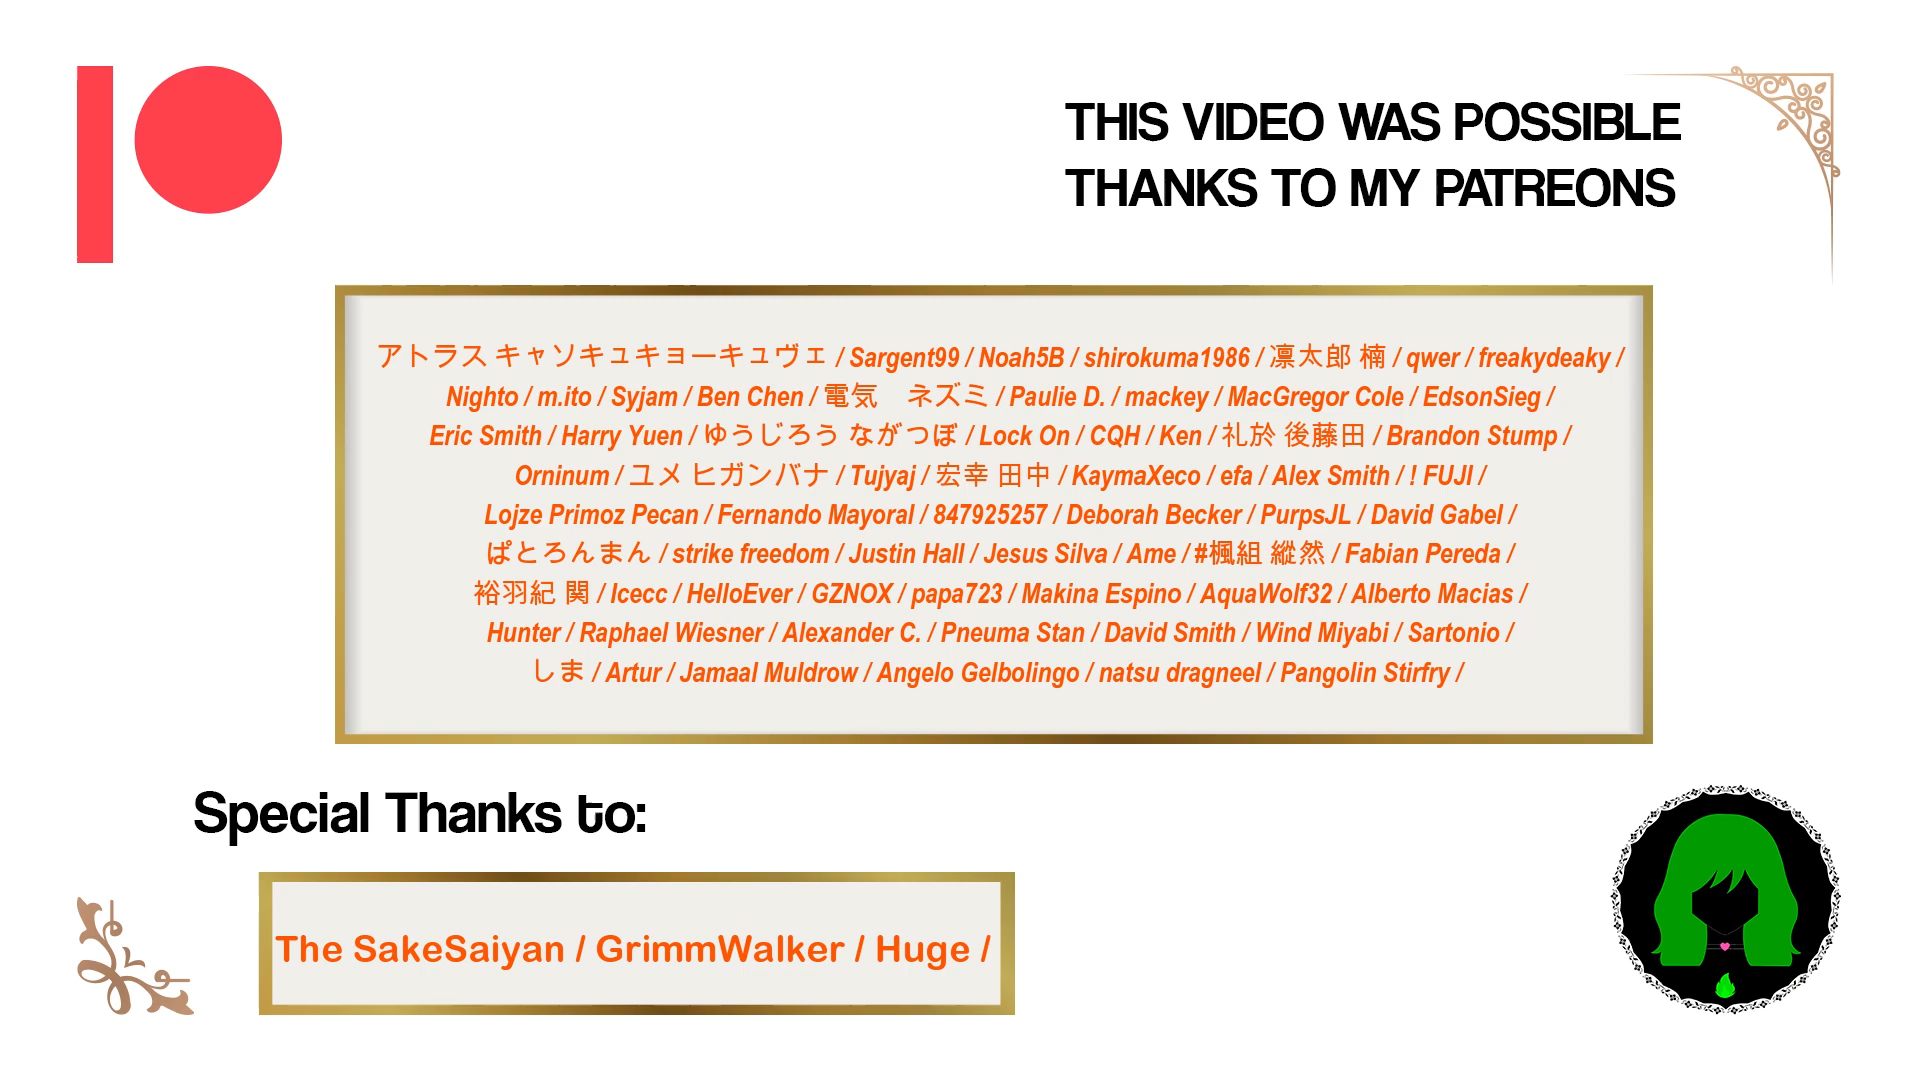 THIS VIDEO WAS POSSIBLE
THANKS TO MY PATREONS
アトラス キャソキュキョーキュヴェ / Sargent99 / Noah5B / shirokuma1986 / 凛太郎 楠 / qwer / freakydeaky /
Nighto / m.ito / Syjam / Ben Chen / 電気　ネズミ / Paulie D. / mackey / MacGregor Cole / EdsonSieg /
Eric Smith / Harry Yuen / ゆうじろう ながつぼ / Lock On / CQH / Ken / 礼於 後藤田 / Brandon Stump /
Orninum / ユメ ヒガンバナ / Tujyaj / 宏幸 田中 / KaymaXeco / efa / Alex Smith / ! FUJI /
Lojze Primoz Pecan / Fernando Mayoral / 847925257 / Deborah Becker / PurpsJL / David Gabel /
ぱとろんまん / strike freedom / Justin Hall / Jesus Silva / Ame / #楓組 縱然 / Fabian Pereda /
裕羽紀 関 / Icecc / HelloEver / GZNOX / papa723 / Makina Espino / AquaWolf32 / Alberto Macias /
Hunter / Raphael Wiesner / Alexander C. / Pneuma Stan / David Smith / Wind Miyabi / Sartonio /
しま / Artur / Jamaal Muldrow / Angelo Gelbolingo / natsu dragneel / Pangolin Stirfry /
Special Thanks to:
The SakeSaiyan / GrimmWalker / Huge /